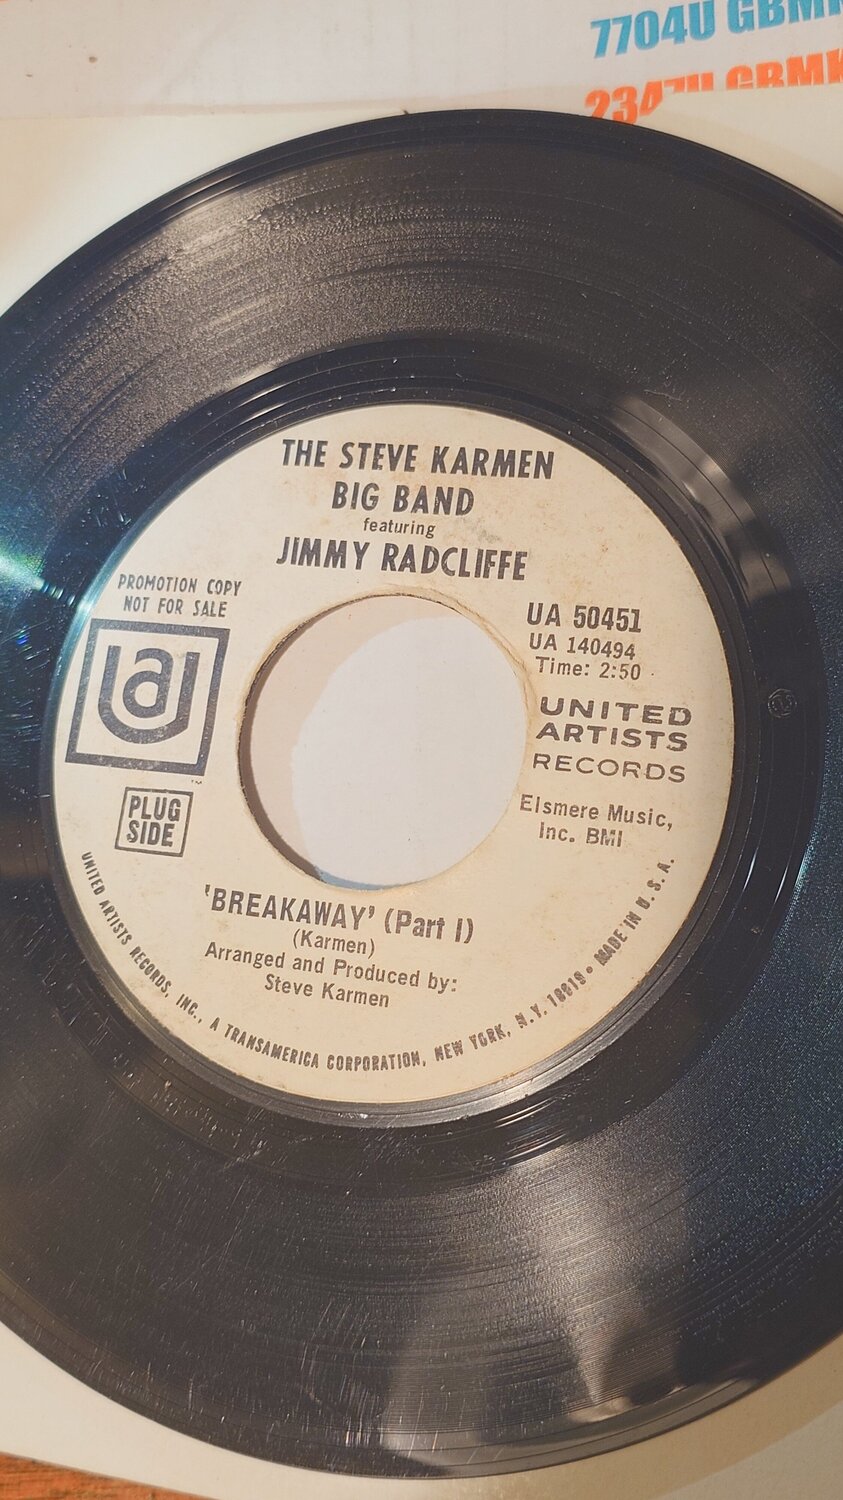 7704U GBMK
THE STEVE KARMEN
BIG BAND
featuring
JIMMY RADCLIFFE
PROMOTION COPY
NOT FOR SALE
ua
TM
PLUG
SIDE
UA 50451
UA 140494
Time: 2:50
UNITED
ARTISTS
RECORDS
Elsmere Music,
Inc. BMI
'BREAKAWAY' (Part I)
(Karmen)
Arranged and Produced by:
Steve Karmen
UNITED ARTISTS RECORDS, INC., A TRANSAMERICA CORPORATION, NEW YORK, N.Y. 10019 • MADE IN U.S.A.